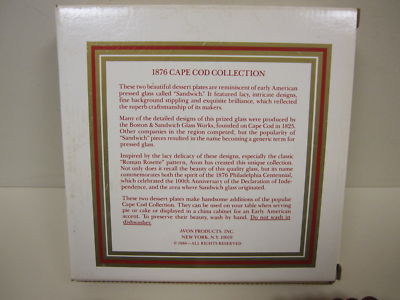 1876 CAPE COD COLLECTION
These two beautiful dessert plates are reminiscent of early American
pressed glass called "Sandwich." It featured lacy, intricate designs,
fine background stippling and exquisite brilliance, which reflected
the superb craftsmanship of its makers.
Many of the detailed designs of this prized glass were produced by
the Boston & Sandwich Glass Works, founded on Cape Cod in 1825.
Other companies in the region competed, but the popularity of
"Sandwich" pieces resulted in the name becoming a generic term for
pressed glass.
Inspired by the lacy delicacy of these designs, especially the classic
"Roman Rosette" pattern, Avon has created this unique collection.
Not only does it recall the beauty of this quality glass, but its name
commemorates both the spirit of the 1876 Philadelphia Centennial,
which celebrated the 100th Anniversary of the Declaration of Inde-
pendence, and the area where Sandwich glass originated.
These two dessert plates make handsome additions of the popular
Cape Cod Collection. They can be used on your table when serving
pie or cake or displayed in a china cabinet for an Early American
accent. To preserve their beauty, wash by hand. Do not wash in
dishwasher.
AVON PRODUCTS, INC.
NEW YORK, N.Y. 10019
ALL RIGHTS RESERVED